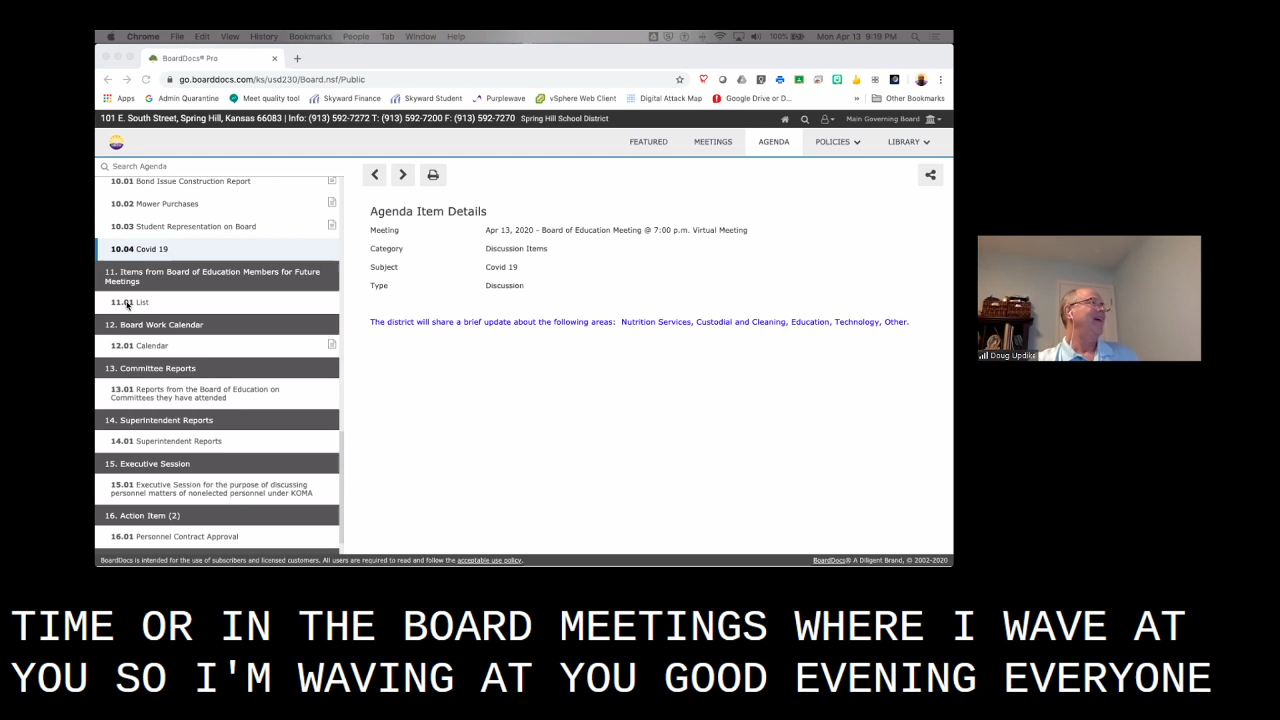 Chrome File Edit View History Bookmarks People Tab Window Help
100% Mon Apr 13 9:19 PM
BoardDocs® Pro
go.boarddocs.com/ks/usd230/Board.nsf/Public
Apps Admin Quarantine Meet quality tool Skyward Finance Skyward Student Purplewave vSphere Web Client Digital Attack Map Google Drive or D... » Other Bookmarks
101 E. South Street, Spring Hill, Kansas 66083 | Info: (913) 592-7272 T: (913) 592-7200 F: (913) 592-7270 Spring Hill School District
Main Governing Board
FEATURED MEETINGS AGENDA POLICIES LIBRARY
Search Agenda
10.01 Bond Issue Construction Report
10.02 Mower Purchases
10.03 Student Representation on Board
10.04 Covid 19
11. Items from Board of Education Members for Future
Meetings
11.01 List
12. Board Work Calendar
12.01 Calendar
13. Committee Reports
13.01 Reports from the Board of Education on
Committees they have attended
14. Superintendent Reports
14.01 Superintendent Reports
15. Executive Session
15.01 Executive Session for the purpose of discussing
personnel matters of nonelected personnel under KOMA
16. Action Item (2)
16.01 Personnel Contract Approval
Agenda Item Details
Meeting Apr 13, 2020 - Board of Education Meeting @ 7:00 p.m. Virtual Meeting
Category Discussion Items
Subject Covid 19
Type Discussion
The district will share a brief update about the following areas: Nutrition Services, Custodial and Cleaning, Education, Technology, Other.
BoardDocs is intended for the use of subscribers and licensed customers. All users are required to read and follow the acceptable use policy.
BoardDocs® A Diligent Brand, © 2002-2020
Doug Updike
TIME OR IN THE BOARD MEETINGS WHERE I WAVE AT
YOU SO I'M WAVING AT YOU GOOD EVENING EVERYONE